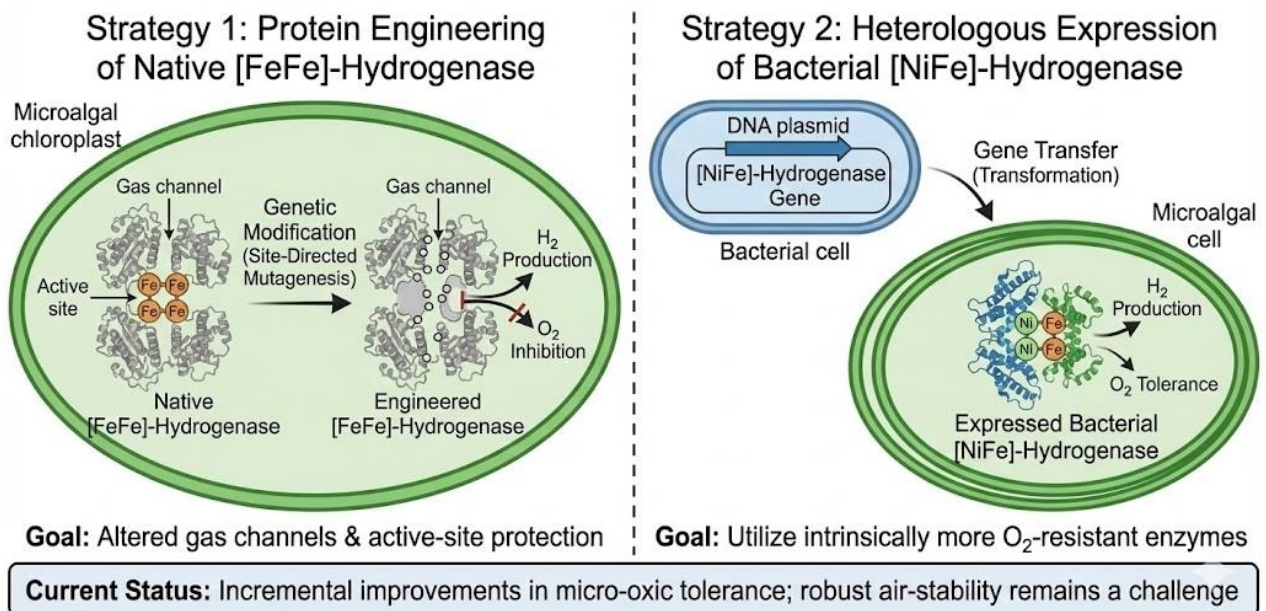 Strategy 1: Protein Engineering
of Native [FeFe]-Hydrogenase
Microalgal
chloroplast
Gas channel
Active
site
Fe Fe
Fe Fe
Native
[FeFe]-Hydrogenase
Genetic
Modification
(Site-Directed
Mutagenesis)
Gas channel
H₂
Production
O₂
Inhibition
Engineered
[FeFe]-Hydrogenase
Goal: Altered gas channels & active-site protection
Strategy 2: Heterologous Expression
of Bacterial [NiFe]-Hydrogenase
DNA plasmid
[NiFe]-Hydrogenase
Gene
Bacterial cell
Gene Transfer
(Transformation)
Microalgal
cell
Ni Fe
Ni Fe
H₂
Production
O₂ Tolerance
Expressed Bacterial
[NiFe]-Hydrogenase
Goal: Utilize intrinsically more O₂-resistant enzymes
Current Status: Incremental improvements in micro-oxic tolerance; robust air-stability remains a challenge